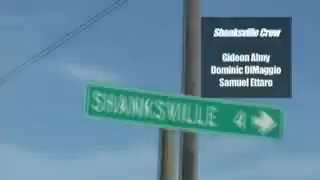 Shanksville Crew
Gideon Almy
Dominic DiMaggio
Samuel Ettaro
SHANKSVILLE 4